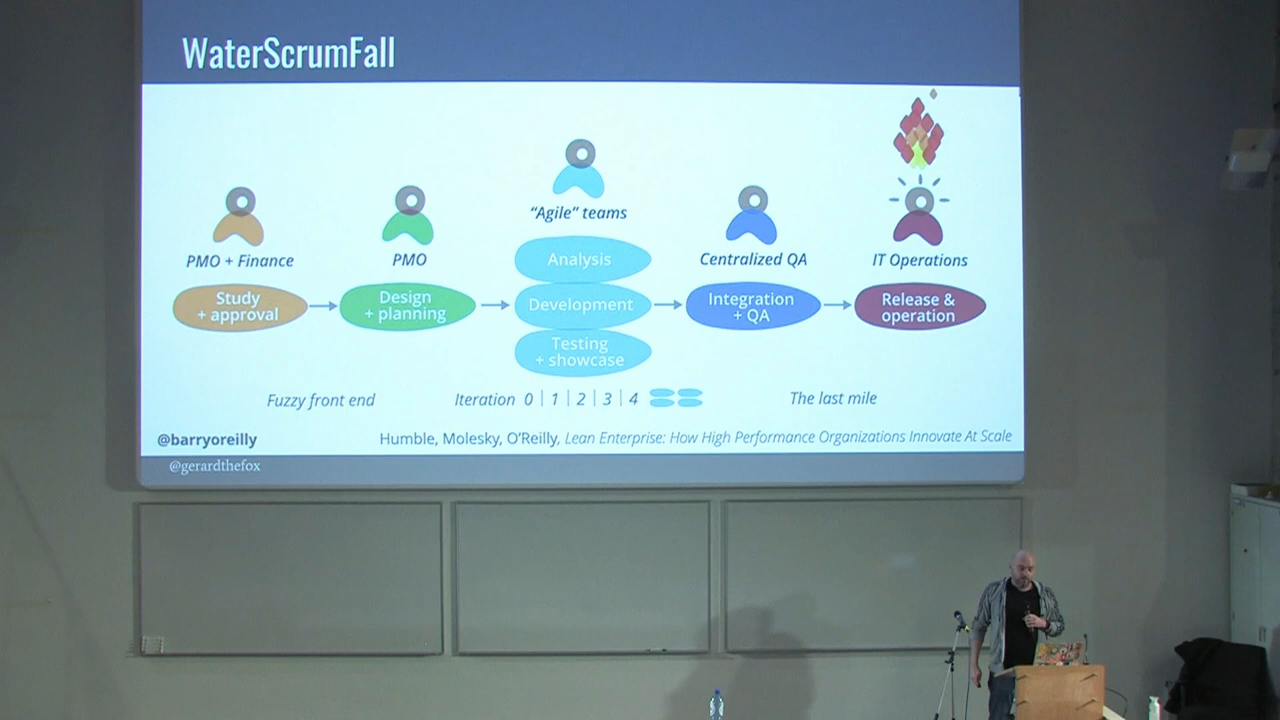 WaterScrumFall
“Agile” teams
PMO + Finance
PMO
Centralized QA
IT Operations
Study
+ approval
Design
+ planning
Analysis
Development
Testing
+ showcase
Integration
+ QA
Release &
operation
Fuzzy front end
Iteration 0 | 1 | 2 | 3 | 4
The last mile
@barryoreilly
Humble, Molesky, O’Reilly, Lean Enterprise: How High Performance Organizations Innovate At Scale
@gerardthefox